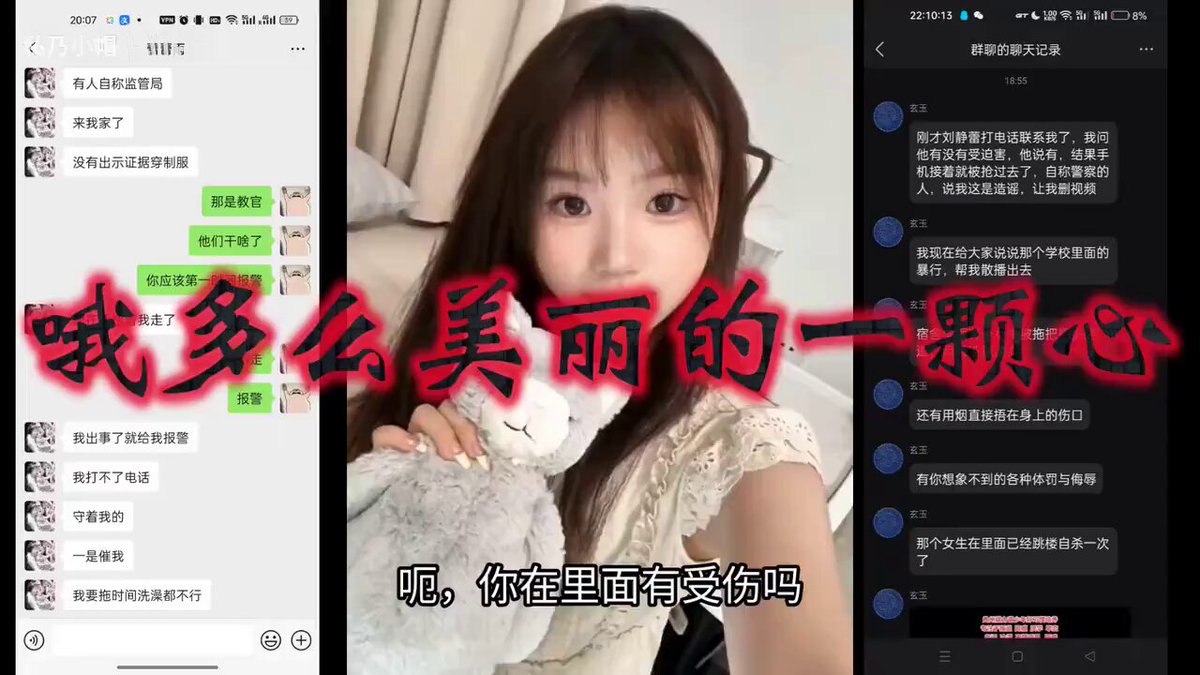 20:07
59
有人自称监管局
来我家了
没有出示证据穿制服
那是教官
他们干啥了
你应该第一时间报警
我走了
走
报警
我出事了就给我报警
我打不了电话
守着我的
一是催我
我要拖时间洗澡都不行
哦多么美丽的一颗心
呃，你在里面有受伤吗
22:10:13
8%
群聊的聊天记录
18:55
玄玉
刚才刘静蕾打电话联系我了，我问
他有没有受迫害，他说有，结果手
机接着就被抢过去了，自称警察的
人，说我这是造谣，让我删视频
玄玉
我现在给大家说说那个学校里面的
暴行，帮我散播出去
玄玉
宿舍
拖把
玄玉
还有用烟直接捂在身上的伤口
玄玉
有你想象不到的各种体罚与侮辱
玄玉
那个女生在里面已经跳楼自杀一次
了
玄玉